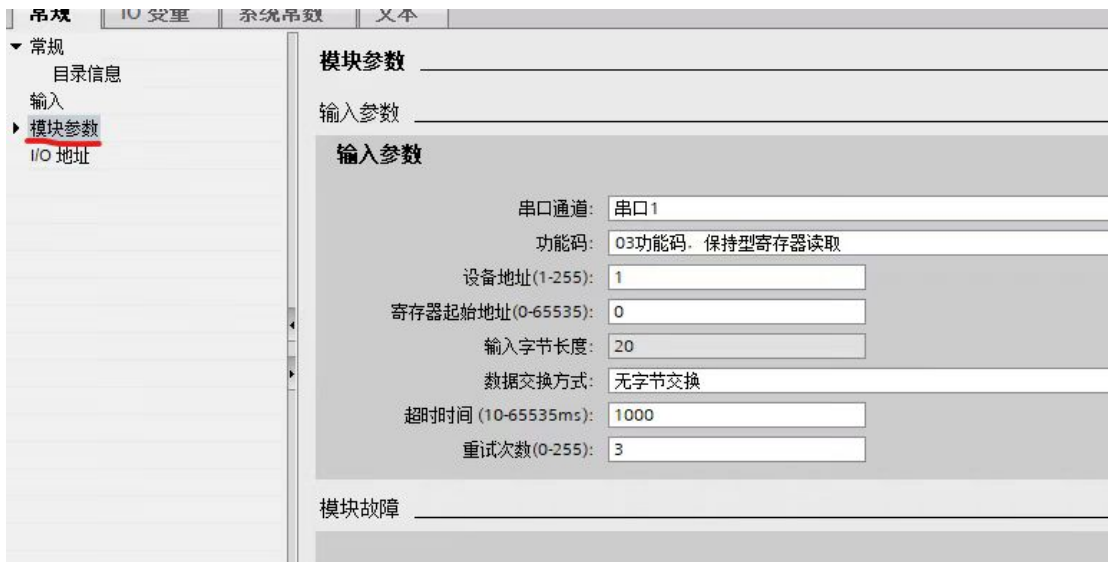 常规 IO 变量 系统常数 文本
常规
目录信息
输入
模块参数
I/O 地址
模块参数
输入参数
输入参数
串口通道: 串口1
功能码: 03功能码，保持型寄存器读取
设备地址(1-255): 1
寄存器起始地址(0-65535): 0
输入字节长度: 20
数据交换方式: 无字节交换
超时时间 (10-65535ms): 1000
重试次数(0-255): 3
模块故障